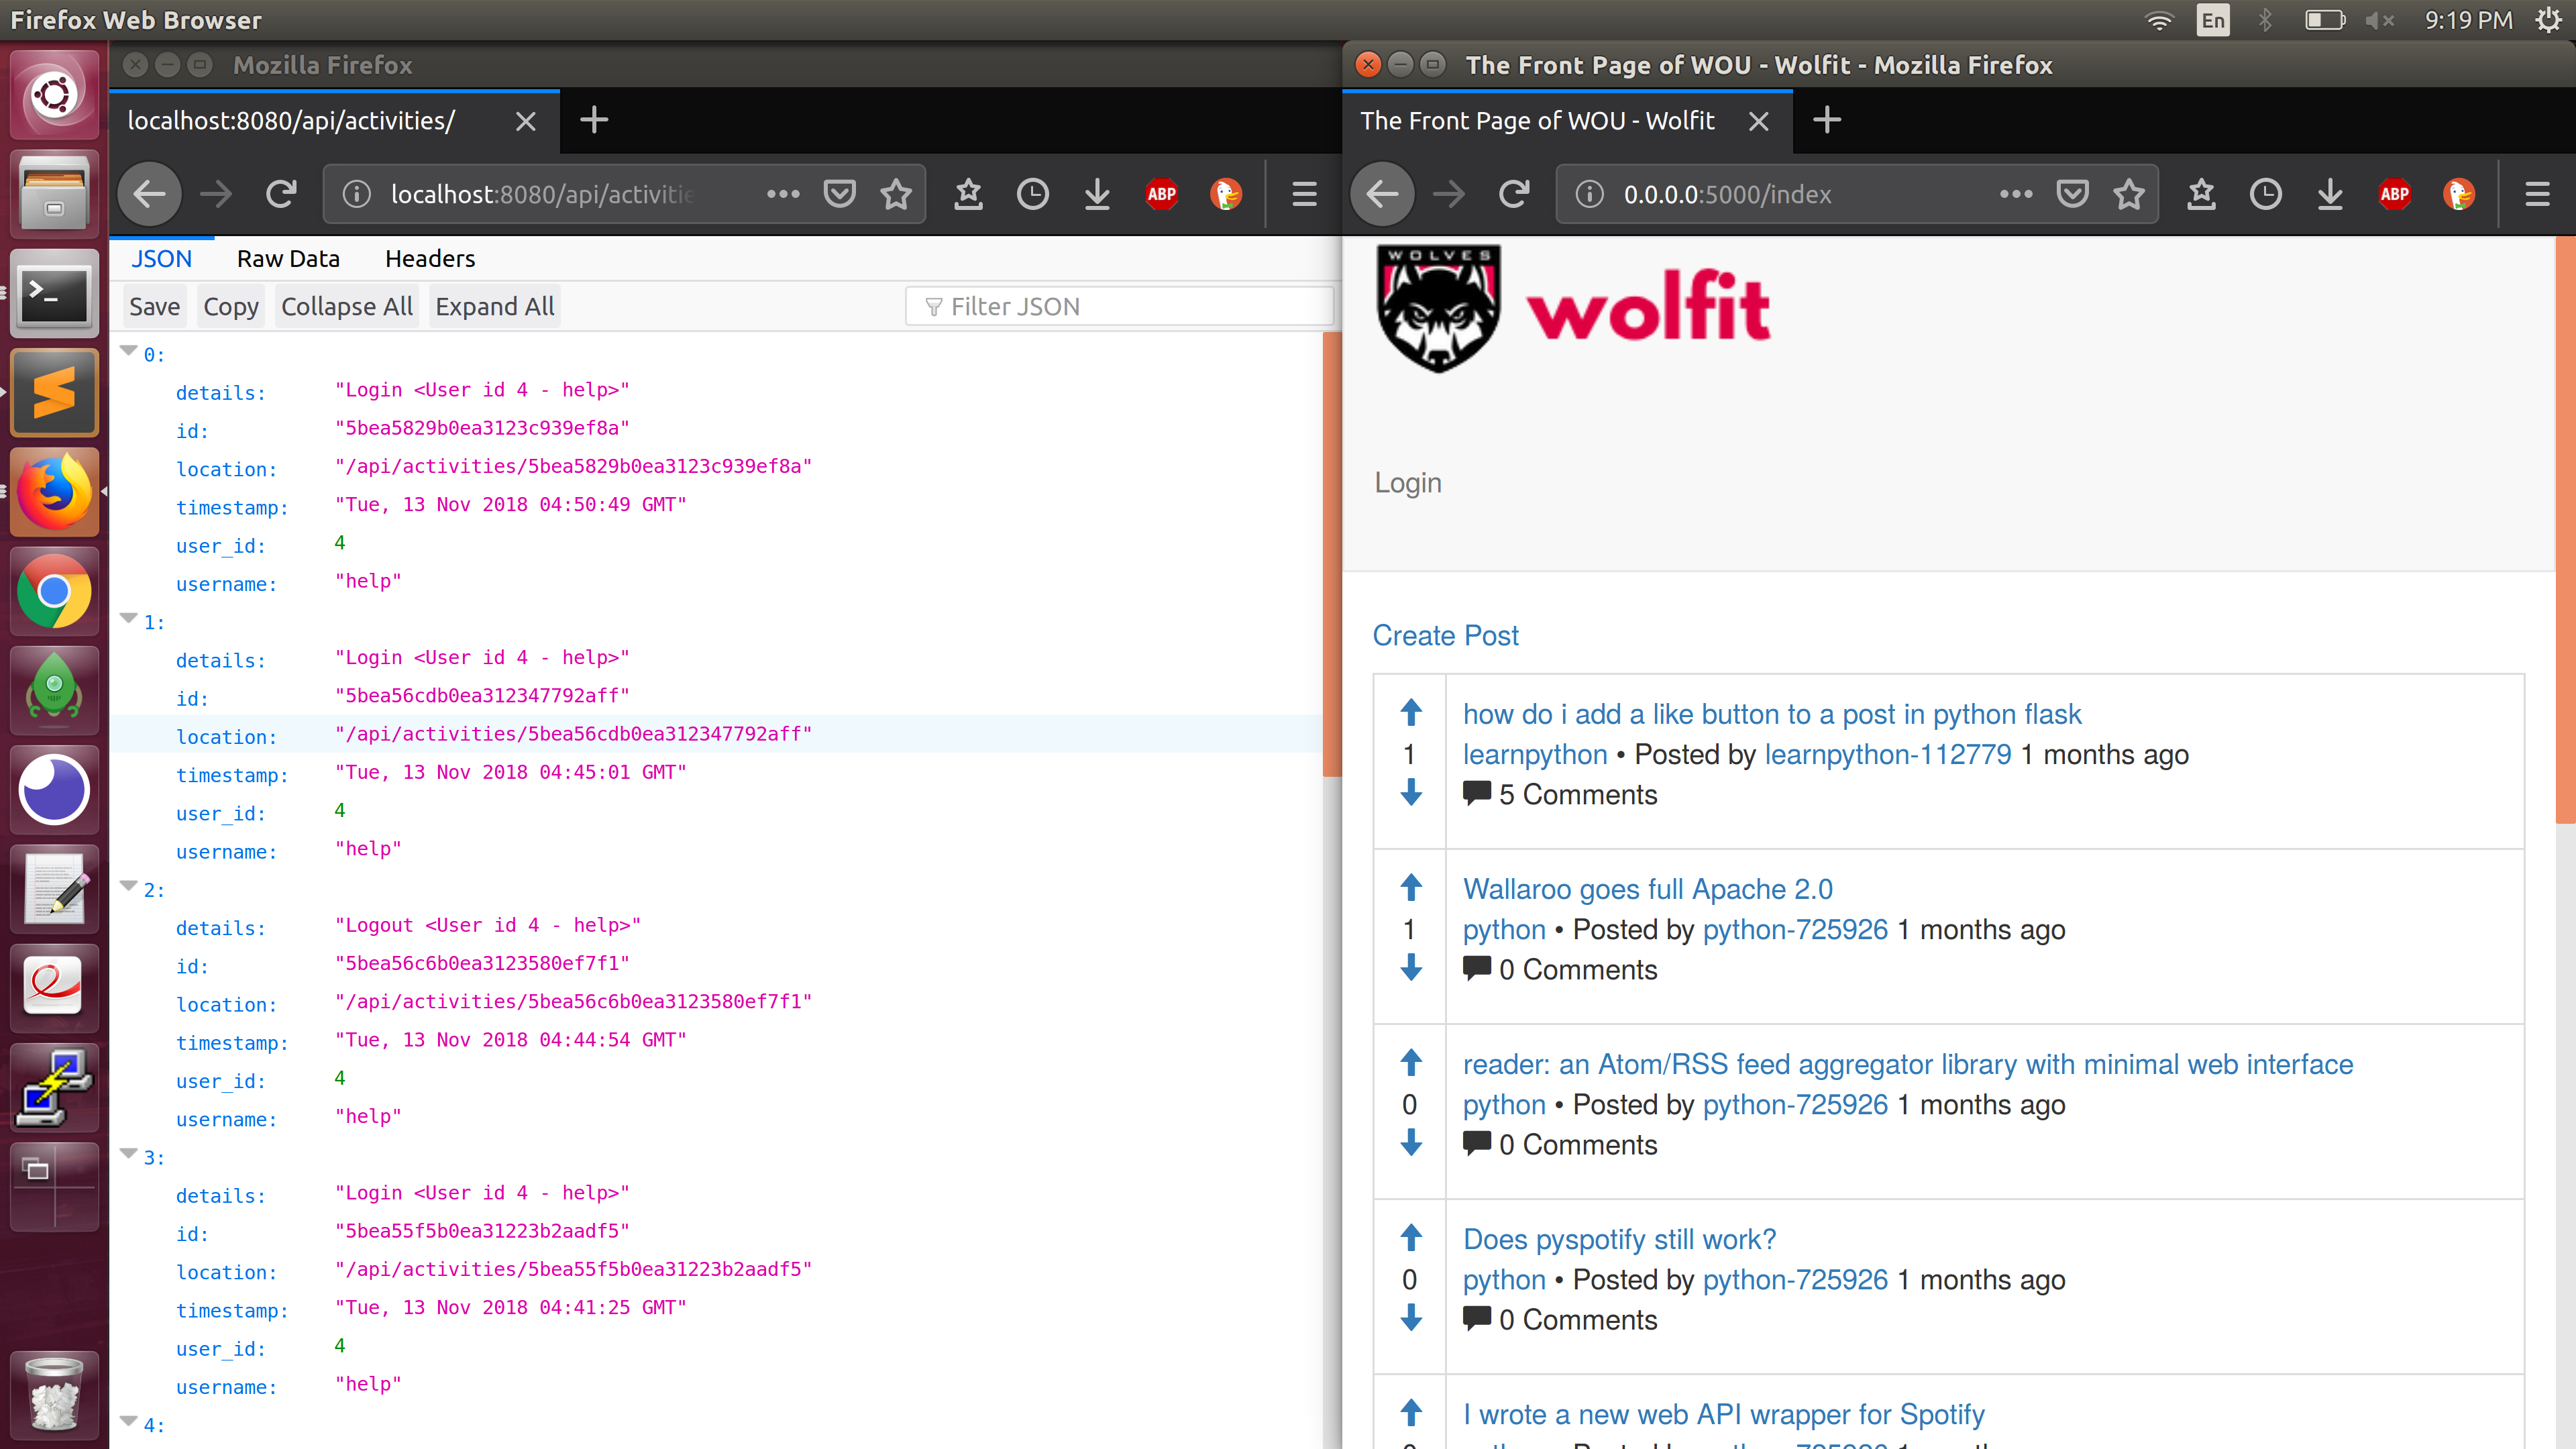 Firefox Web Browser
En
9:19 PM
Mozilla Firefox
localhost:8080/api/activities/
localhost:8080/api/activitie
ABP
JSON Raw Data Headers
Save Copy Collapse All Expand All Filter JSON
0:
details: "Login <User id 4 - help>"
id: "5bea5829b0ea3123c939ef8a"
location: "/api/activities/5bea5829b0ea3123c939ef8a"
timestamp: "Tue, 13 Nov 2018 04:50:49 GMT"
user_id: 4
username: "help"
1:
details: "Login <User id 4 - help>"
id: "5bea56cdb0ea312347792aff"
location: "/api/activities/5bea56cdb0ea312347792aff"
timestamp: "Tue, 13 Nov 2018 04:45:01 GMT"
user_id: 4
username: "help"
2:
details: "Logout <User id 4 - help>"
id: "5bea56c6b0ea3123580ef7f1"
location: "/api/activities/5bea56c6b0ea3123580ef7f1"
timestamp: "Tue, 13 Nov 2018 04:44:54 GMT"
user_id: 4
username: "help"
3:
details: "Login <User id 4 - help>"
id: "5bea55f5b0ea31223b2aadf5"
location: "/api/activities/5bea55f5b0ea31223b2aadf5"
timestamp: "Tue, 13 Nov 2018 04:41:25 GMT"
user_id: 4
username: "help"
4:
The Front Page of WOU - Wolfit - Mozilla Firefox
The Front Page of WOU - Wolfit
0.0.0.0:5000/index
ABP
WOLVES
wolfit
Login
Create Post
how do i add a like button to a post in python flask
1
learnpython • Posted by learnpython-112779 1 months ago
5 Comments
Wallaroo goes full Apache 2.0
1
python • Posted by python-725926 1 months ago
0 Comments
reader: an Atom/RSS feed aggregator library with minimal web interface
0
python • Posted by python-725926 1 months ago
0 Comments
Does pyspotify still work?
0
python • Posted by python-725926 1 months ago
0 Comments
I wrote a new web API wrapper for Spotify